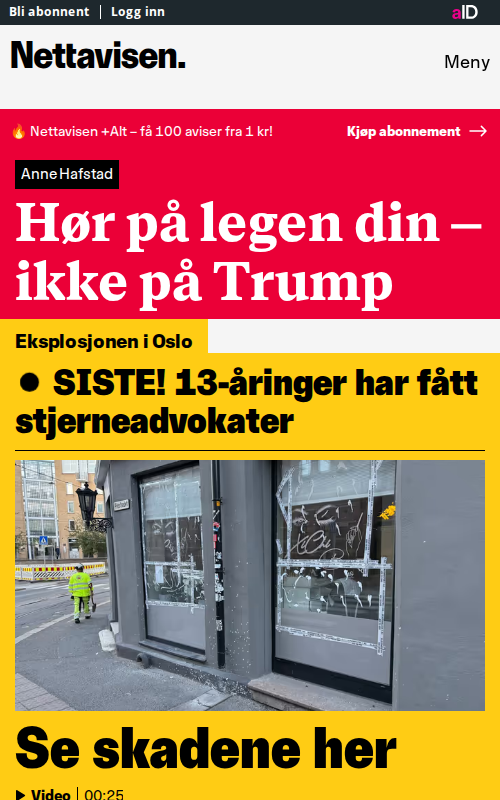 Bli abonnent | Logg inn
aID
Nettavisen.
Meny
🔥 Nettavisen +Alt – få 100 aviser fra 1 kr!
Kjøp abonnement →
Anne Hafstad
Hør på legen din –
ikke på Trump
Eksplosjonen i Oslo
● SISTE! 13-åringer har fått
stjerneadvokater
Se skadene her
Video | 00:25